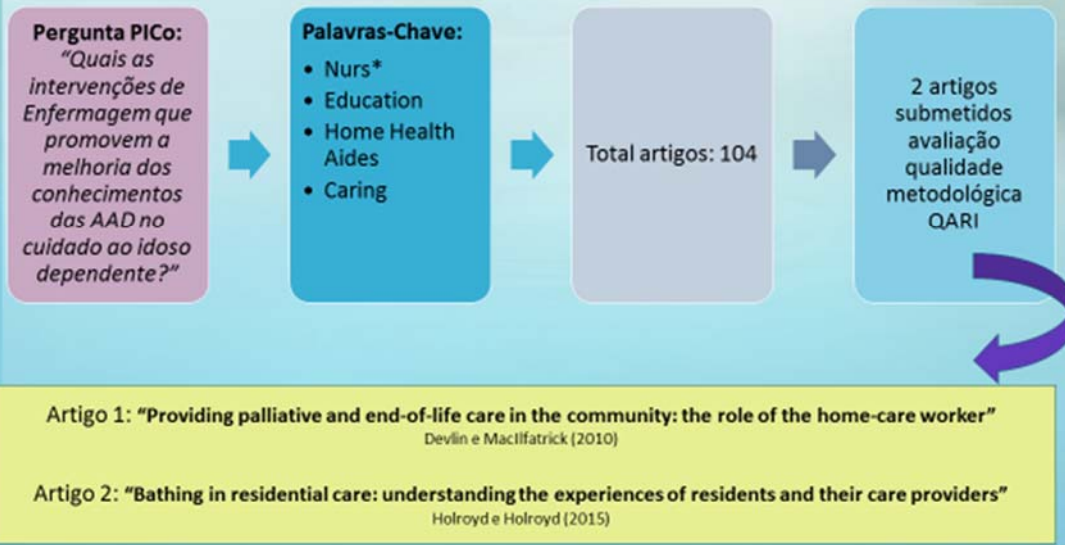 Pergunta PICo:
“Quais as
intervenções de
Enfermagem que
promovem a
melhoria dos
conhecimentos
das AAD no
cuidado ao idoso
dependente?”
Palavras-Chave:
• Nurs*
• Education
• Home Health
Aides
• Caring
Total artigos: 104
2 artigos
submetidos
avaliação
qualidade
metodológica
QARI
Artigo 1: “Providing palliative and end-of-life care in the community: the role of the home-care worker”
Devlin e MacIlfatrick (2010)
Artigo 2: “Bathing in residential care: understanding the experiences of residents and their care providers”
Holroyd e Holroyd (2015)